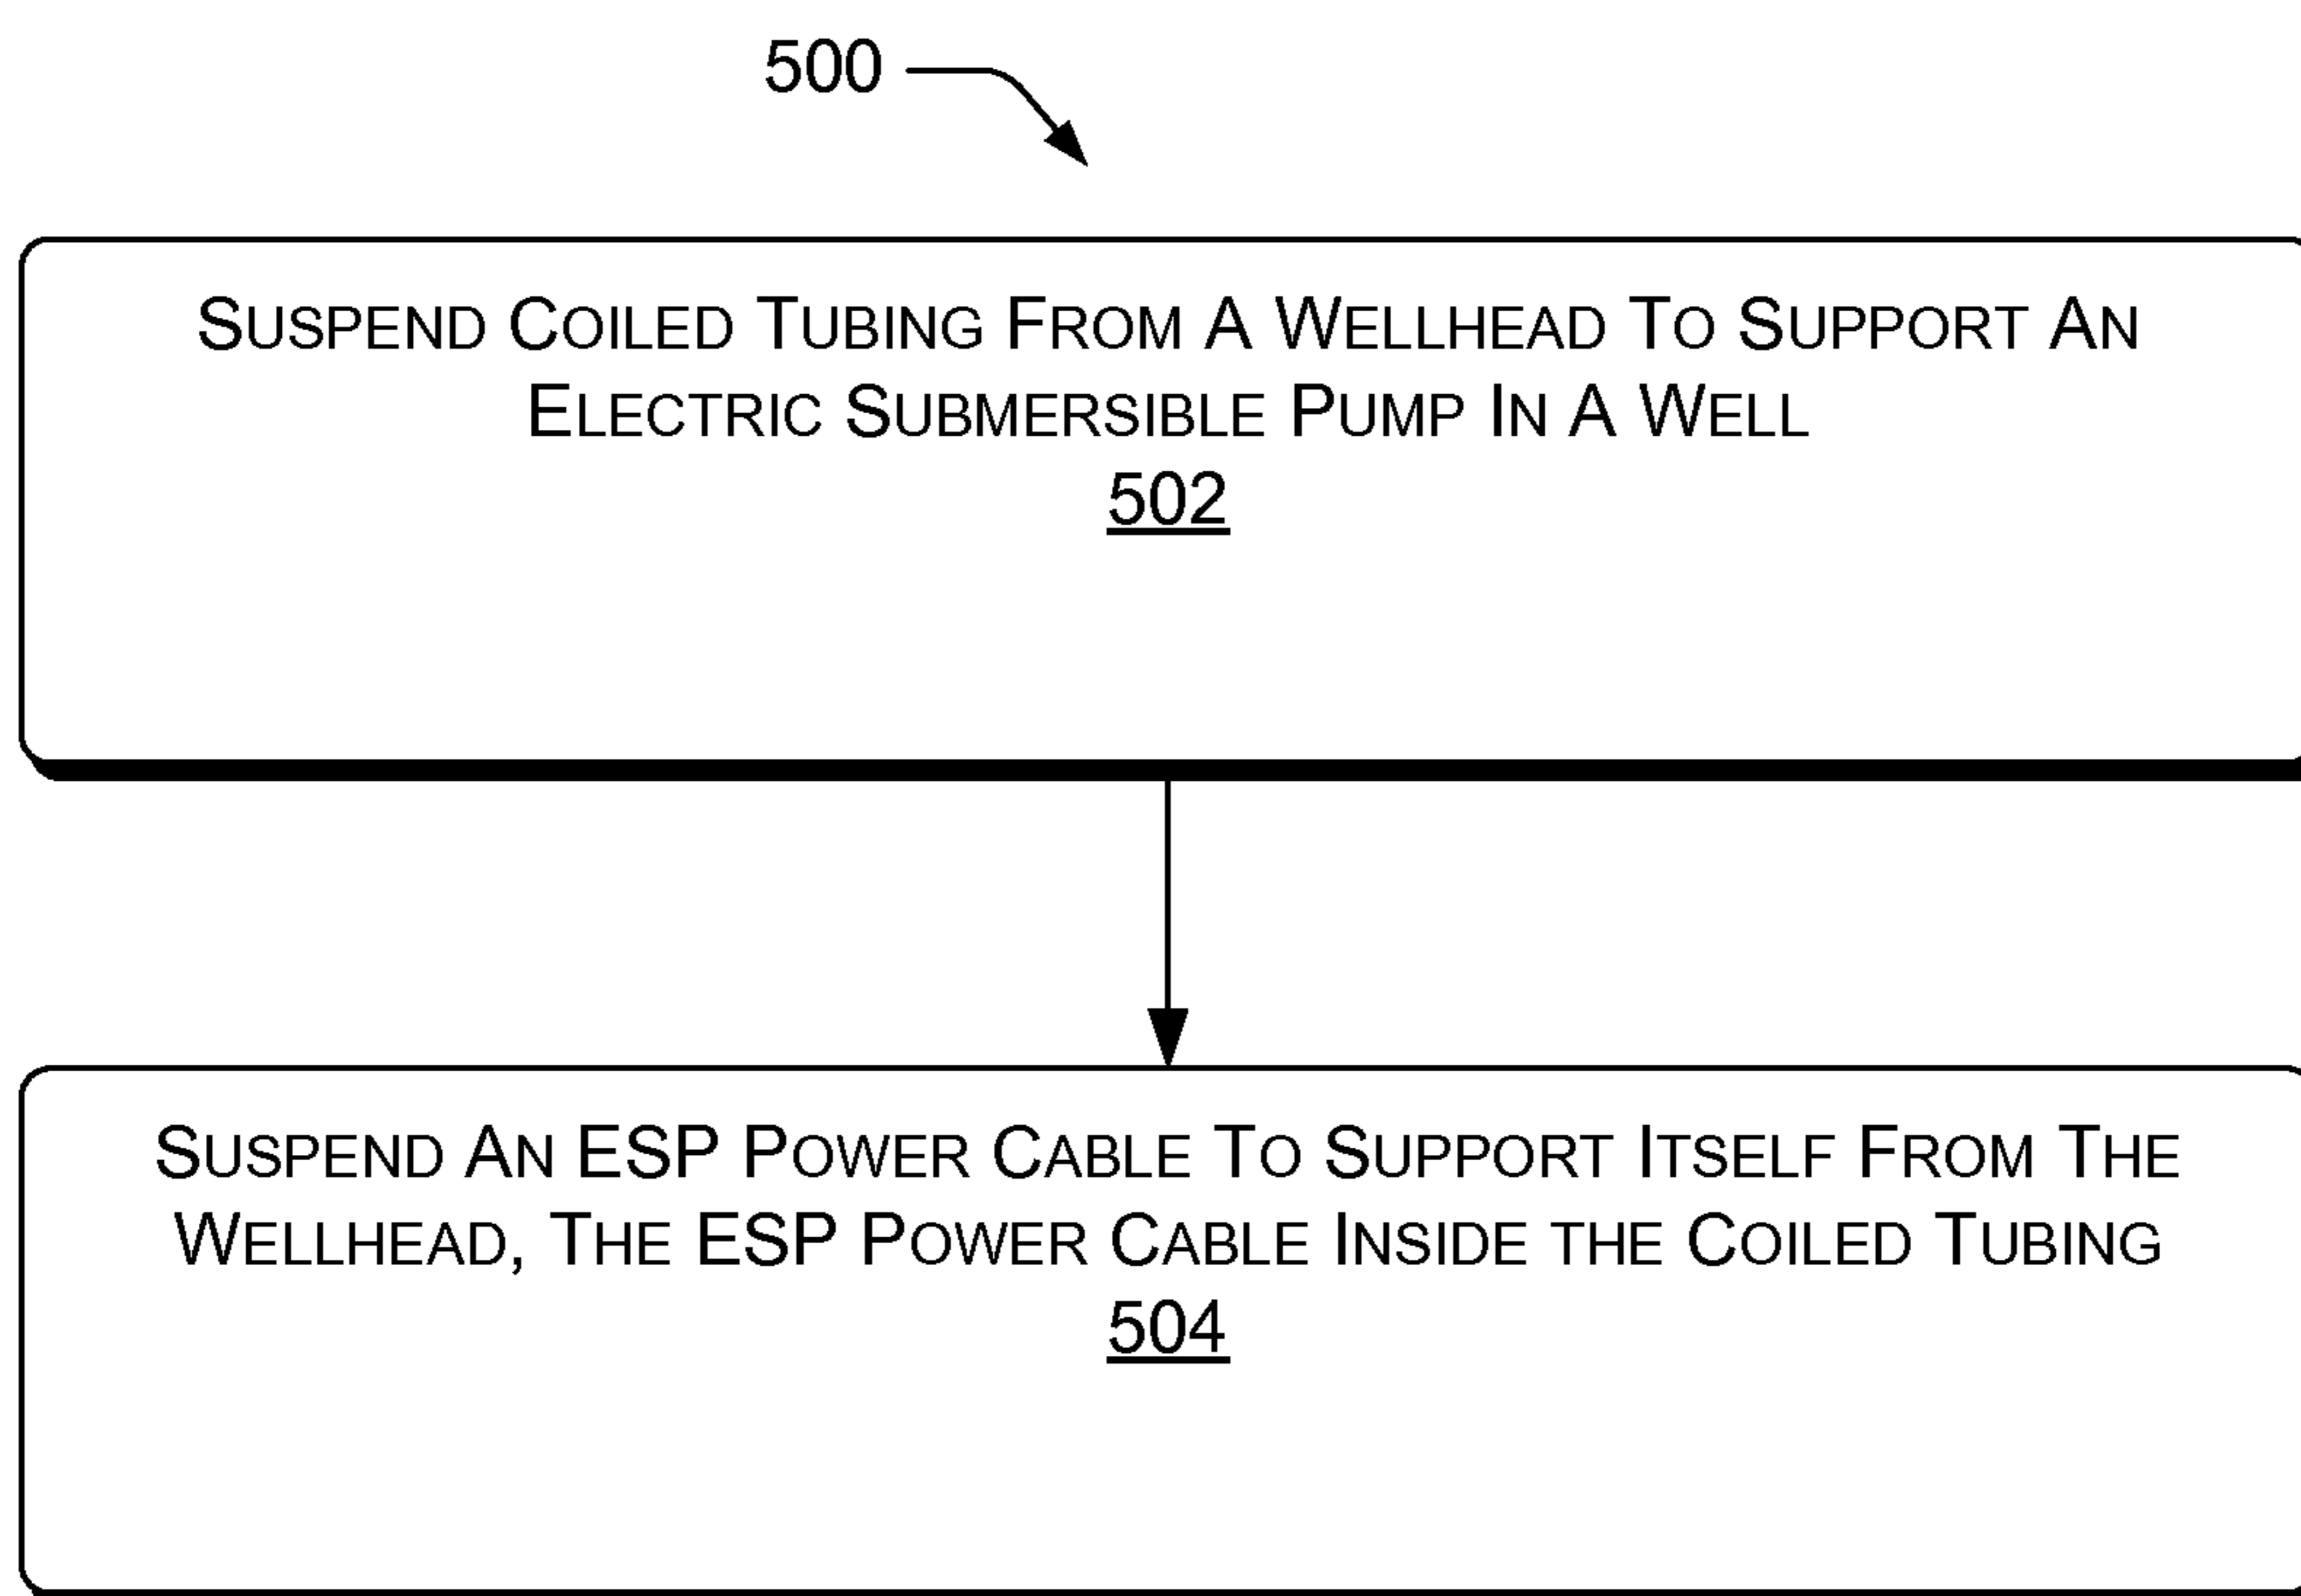 500
Suspend Coiled Tubing From A Wellhead To Support An
Electric Submersible Pump In A Well
502
Suspend An ESP Power Cable To Support Itself From The
Wellhead, The ESP Power Cable Inside the Coiled Tubing
504